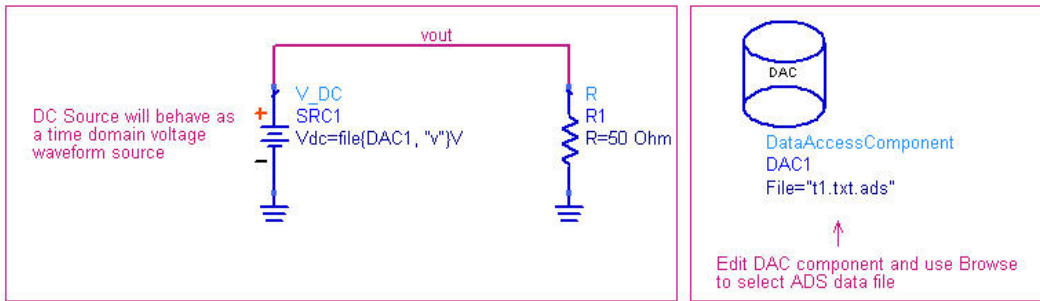 vout
DC Source will behave as
a time domain voltage
waveform source
+
V_DC
SRC1
Vdc=file{DAC1, "v"}V
−
R
R1
R=50 Ohm
DAC
DataAccessComponent
DAC1
File="t1.txt.ads"
Edit DAC component and use Browse
to select ADS data file